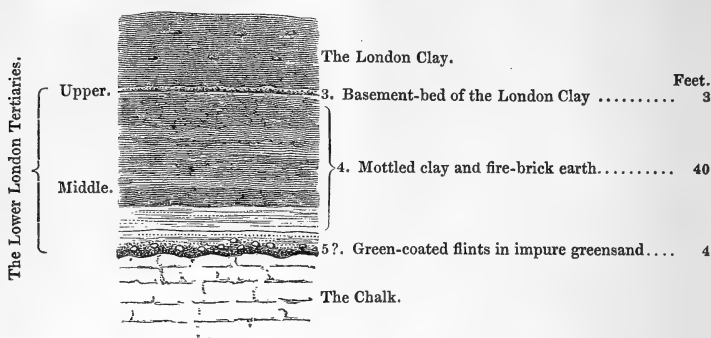 The London Clay.
Feet.
Upper.
3. Basement-bed of the London Clay .......... 3
The Lower London Tertiaries.
4. Mottled clay and fire-brick earth.......... 40
Middle.
5?. Green-coated flints in impure greensand.... 4
The Chalk.